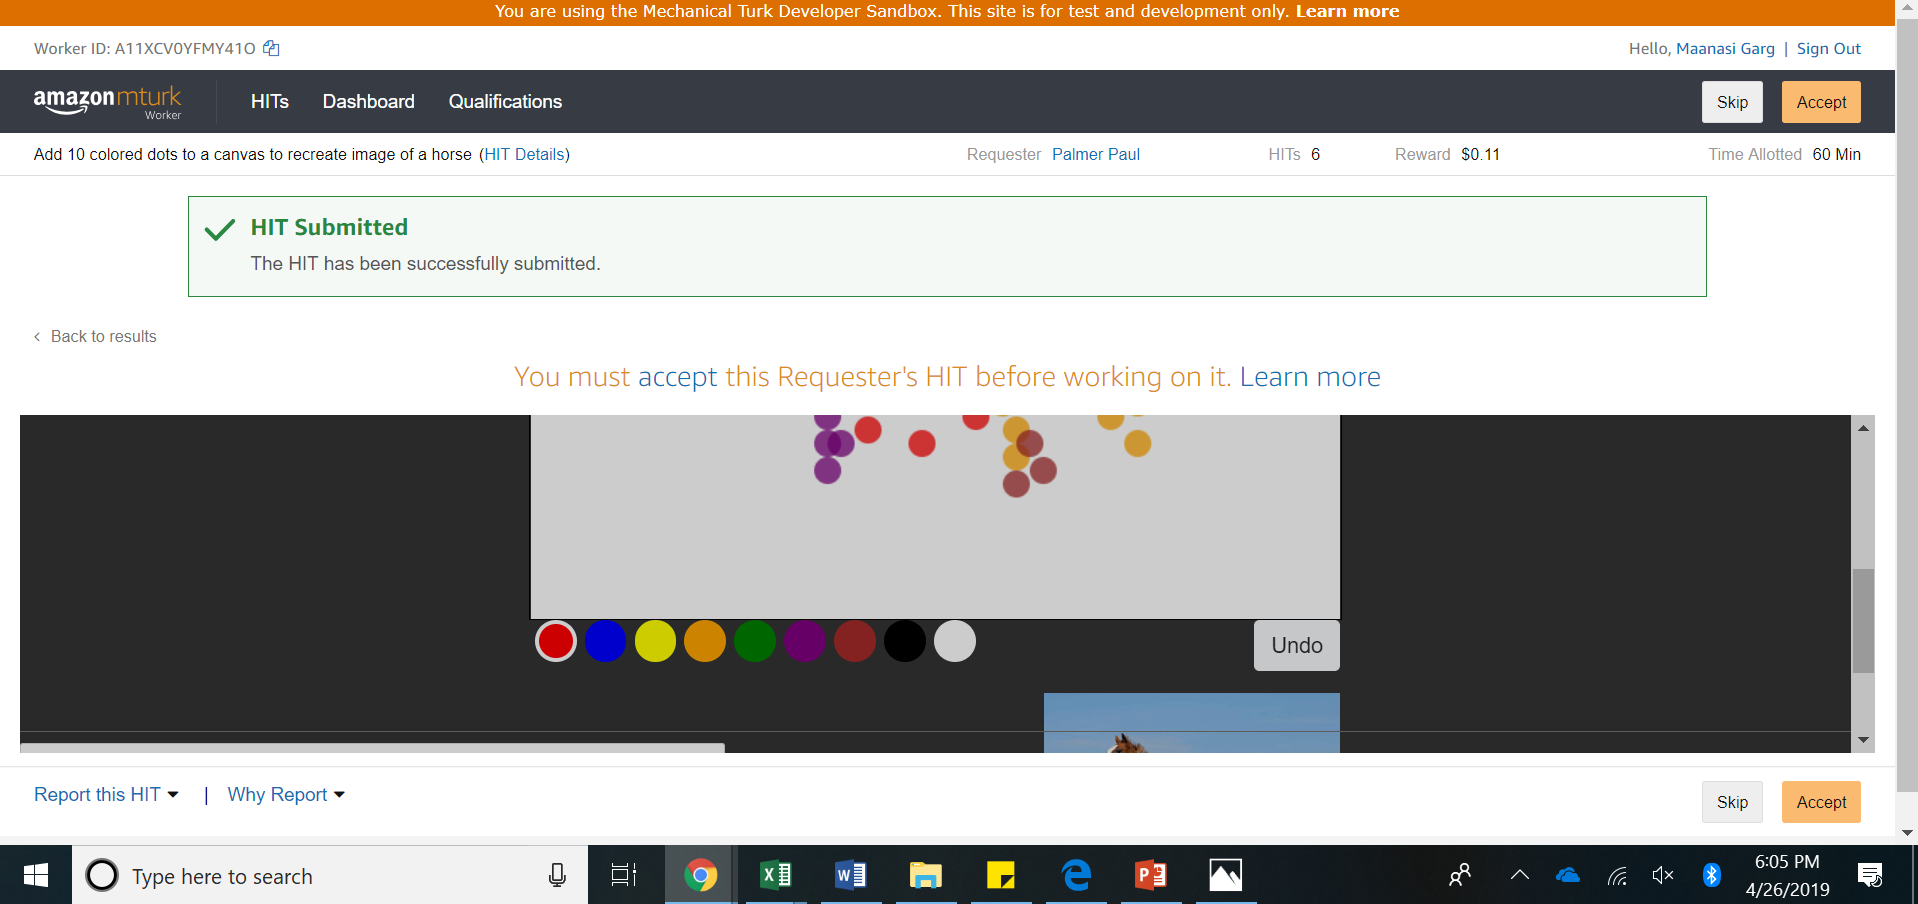 You are using the Mechanical Turk Developer Sandbox. This site is for test and development only. Learn more
Worker ID: A11XCV0YFMY41O
Hello, Maanasi Garg | Sign Out
amazonmturk
Worker
HITs Dashboard Qualifications
Skip Accept
Add 10 colored dots to a canvas to recreate image of a horse (HIT Details)
Requester Palmer Paul HITs 6 Reward $0.11 Time Allotted 60 Min
HIT Submitted
The HIT has been successfully submitted.
Back to results
You must accept this Requester's HIT before working on it. Learn more
Undo
Report this HIT | Why Report
Skip Accept
Type here to search
6:05 PM
4/26/2019